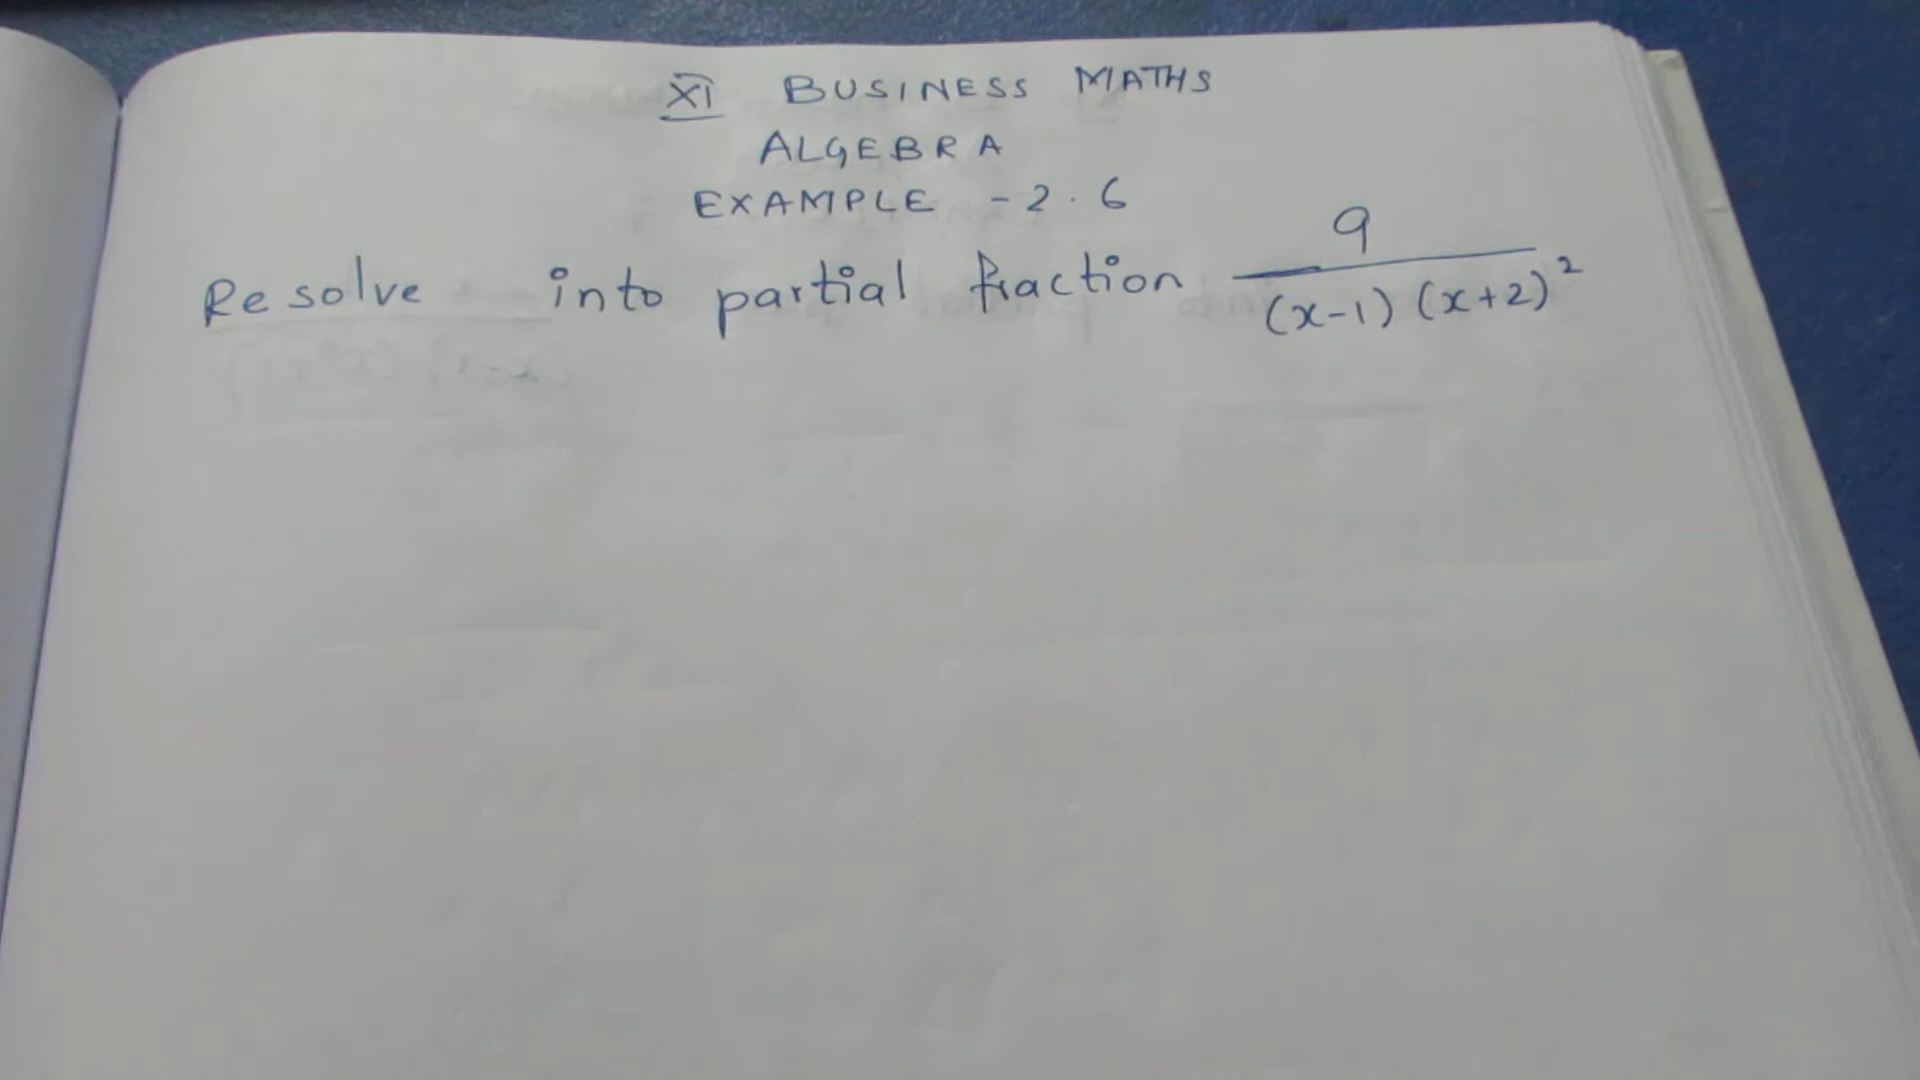 XI BUSINESS MATHS
ALGEBRA
EXAMPLE - 2.6
Resolve into partial fraction 9 / (x-1) (x+2)²